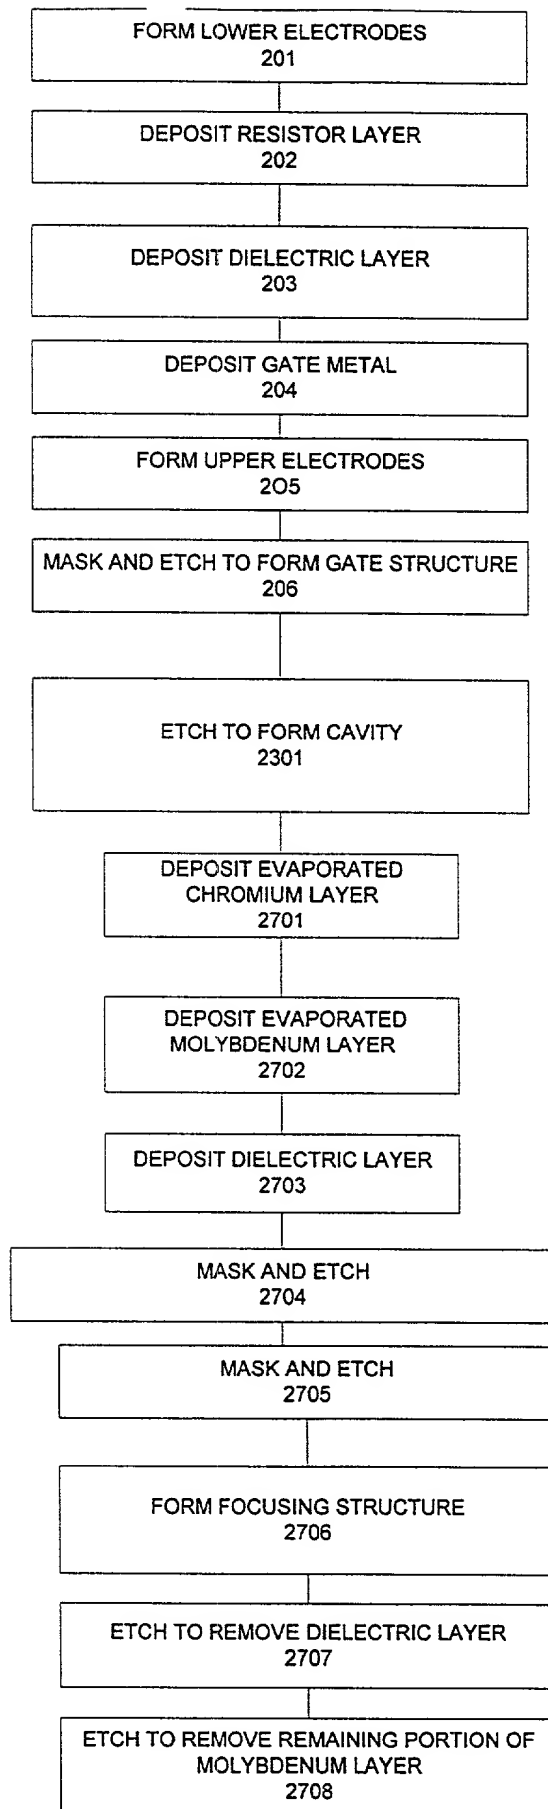 FORM LOWER ELECTRODES
201
DEPOSIT RESISTOR LAYER
202
DEPOSIT DIELECTRIC LAYER
203
DEPOSIT GATE METAL
204
FORM UPPER ELECTRODES
2O5
MASK AND ETCH TO FORM GATE STRUCTURE
206
ETCH TO FORM CAVITY
2301
DEPOSIT EVAPORATED
CHROMIUM LAYER
2701
DEPOSIT EVAPORATED
MOLYBDENUM LAYER
2702
DEPOSIT DIELECTRIC LAYER
2703
MASK AND ETCH
2704
MASK AND ETCH
2705
FORM FOCUSING STRUCTURE
2706
ETCH TO REMOVE DIELECTRIC LAYER
2707
ETCH TO REMOVE REMAINING PORTION OF
MOLYBDENUM LAYER
2708